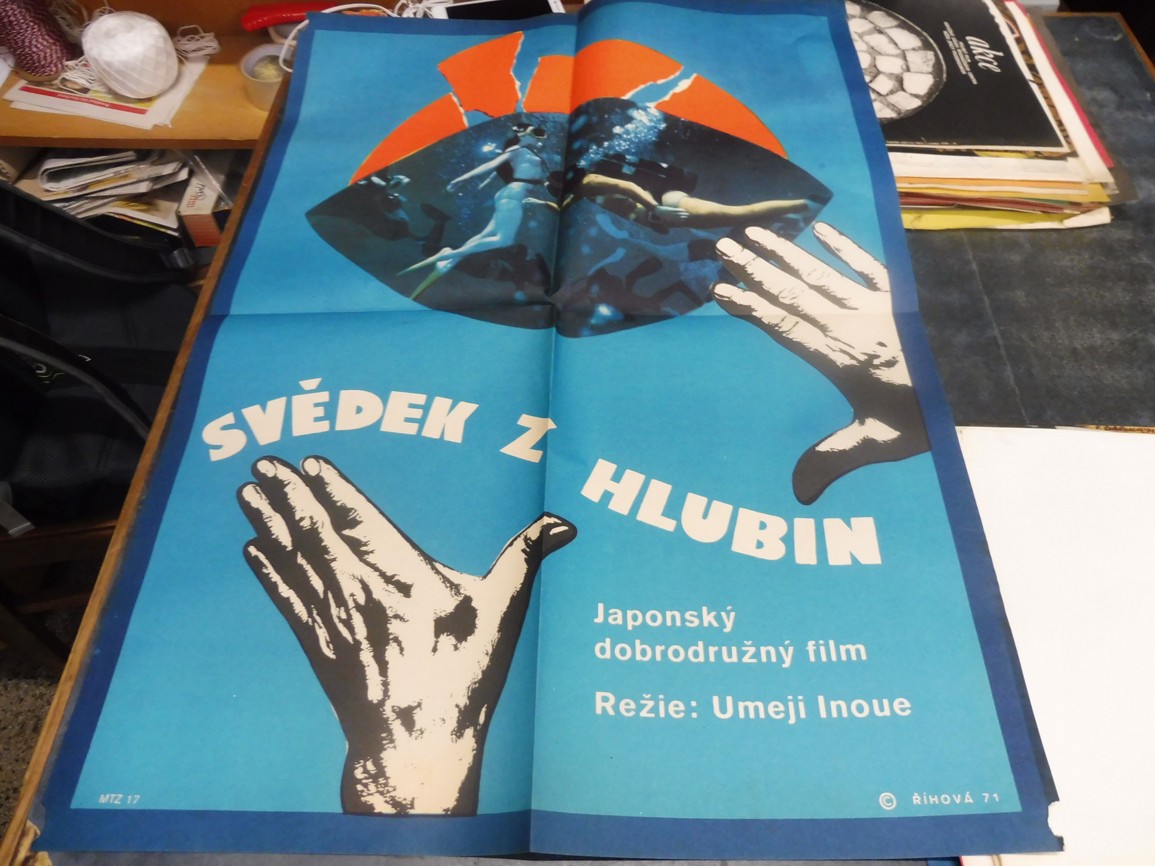 akce
SVĚDEK Z HLUBIN
Japonský
dobrodružný film
Režie: Umeji Inoue
MTZ 17
© ŘÍHOVÁ 71